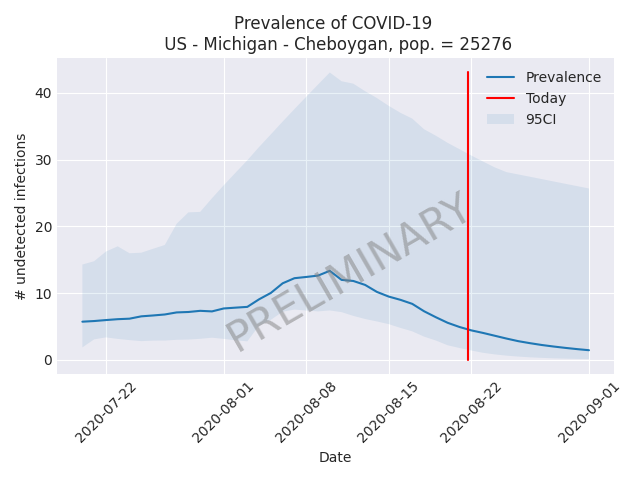 Prevalence of COVID-19
US - Michigan - Cheboygan, pop. = 25276
Prevalence
Today
95CI
PRELIMINARY
# undetected infections
40
30
20
10
0
2020-07-22
2020-08-01
2020-08-08
2020-08-15
2020-08-22
2020-09-01
Date